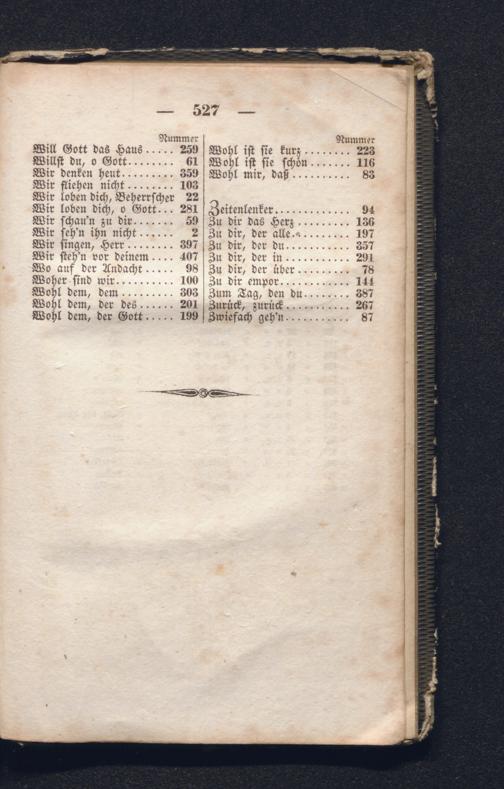 — 527 —
Nummer
Will Gott das Haus ..... 259
Willst du, o Gott........ 61
Wir denken heut......... 359
Wir fliehen nicht ........ 103
Wir loben dich, Beherrscher 22
Wir loben dich, o Gott... 281
Wir schau'n zu dir....... 59
Wir seh'n ihn nicht ...... 2
Wir singen, Herr ........ 397
Wir steh'n vor deinem .... 407
Wo auf der Andacht ..... 98
Woher sind wir.......... 100
Wohl dem, dem ......... 303
Wohl dem, der des....... 201
Wohl dem, der Gott ..... 199
Nummer
Wohl ist sie kurz ......... 223
Wohl ist sie schön ........ 116
Wohl mir, daß ........... 83
Zeitenlenker.............. 94
Zu dir das Herz .......... 136
Zu dir, der alle........... 197
Zu dir, der du............ 357
Zu dir, der in ............ 291
Zu dir, der über .......... 78
Zu dir empor............. 144
Zum Tag, den du......... 387
Zurück, zurück ........... 267
Zwiefach geh'n............ 87